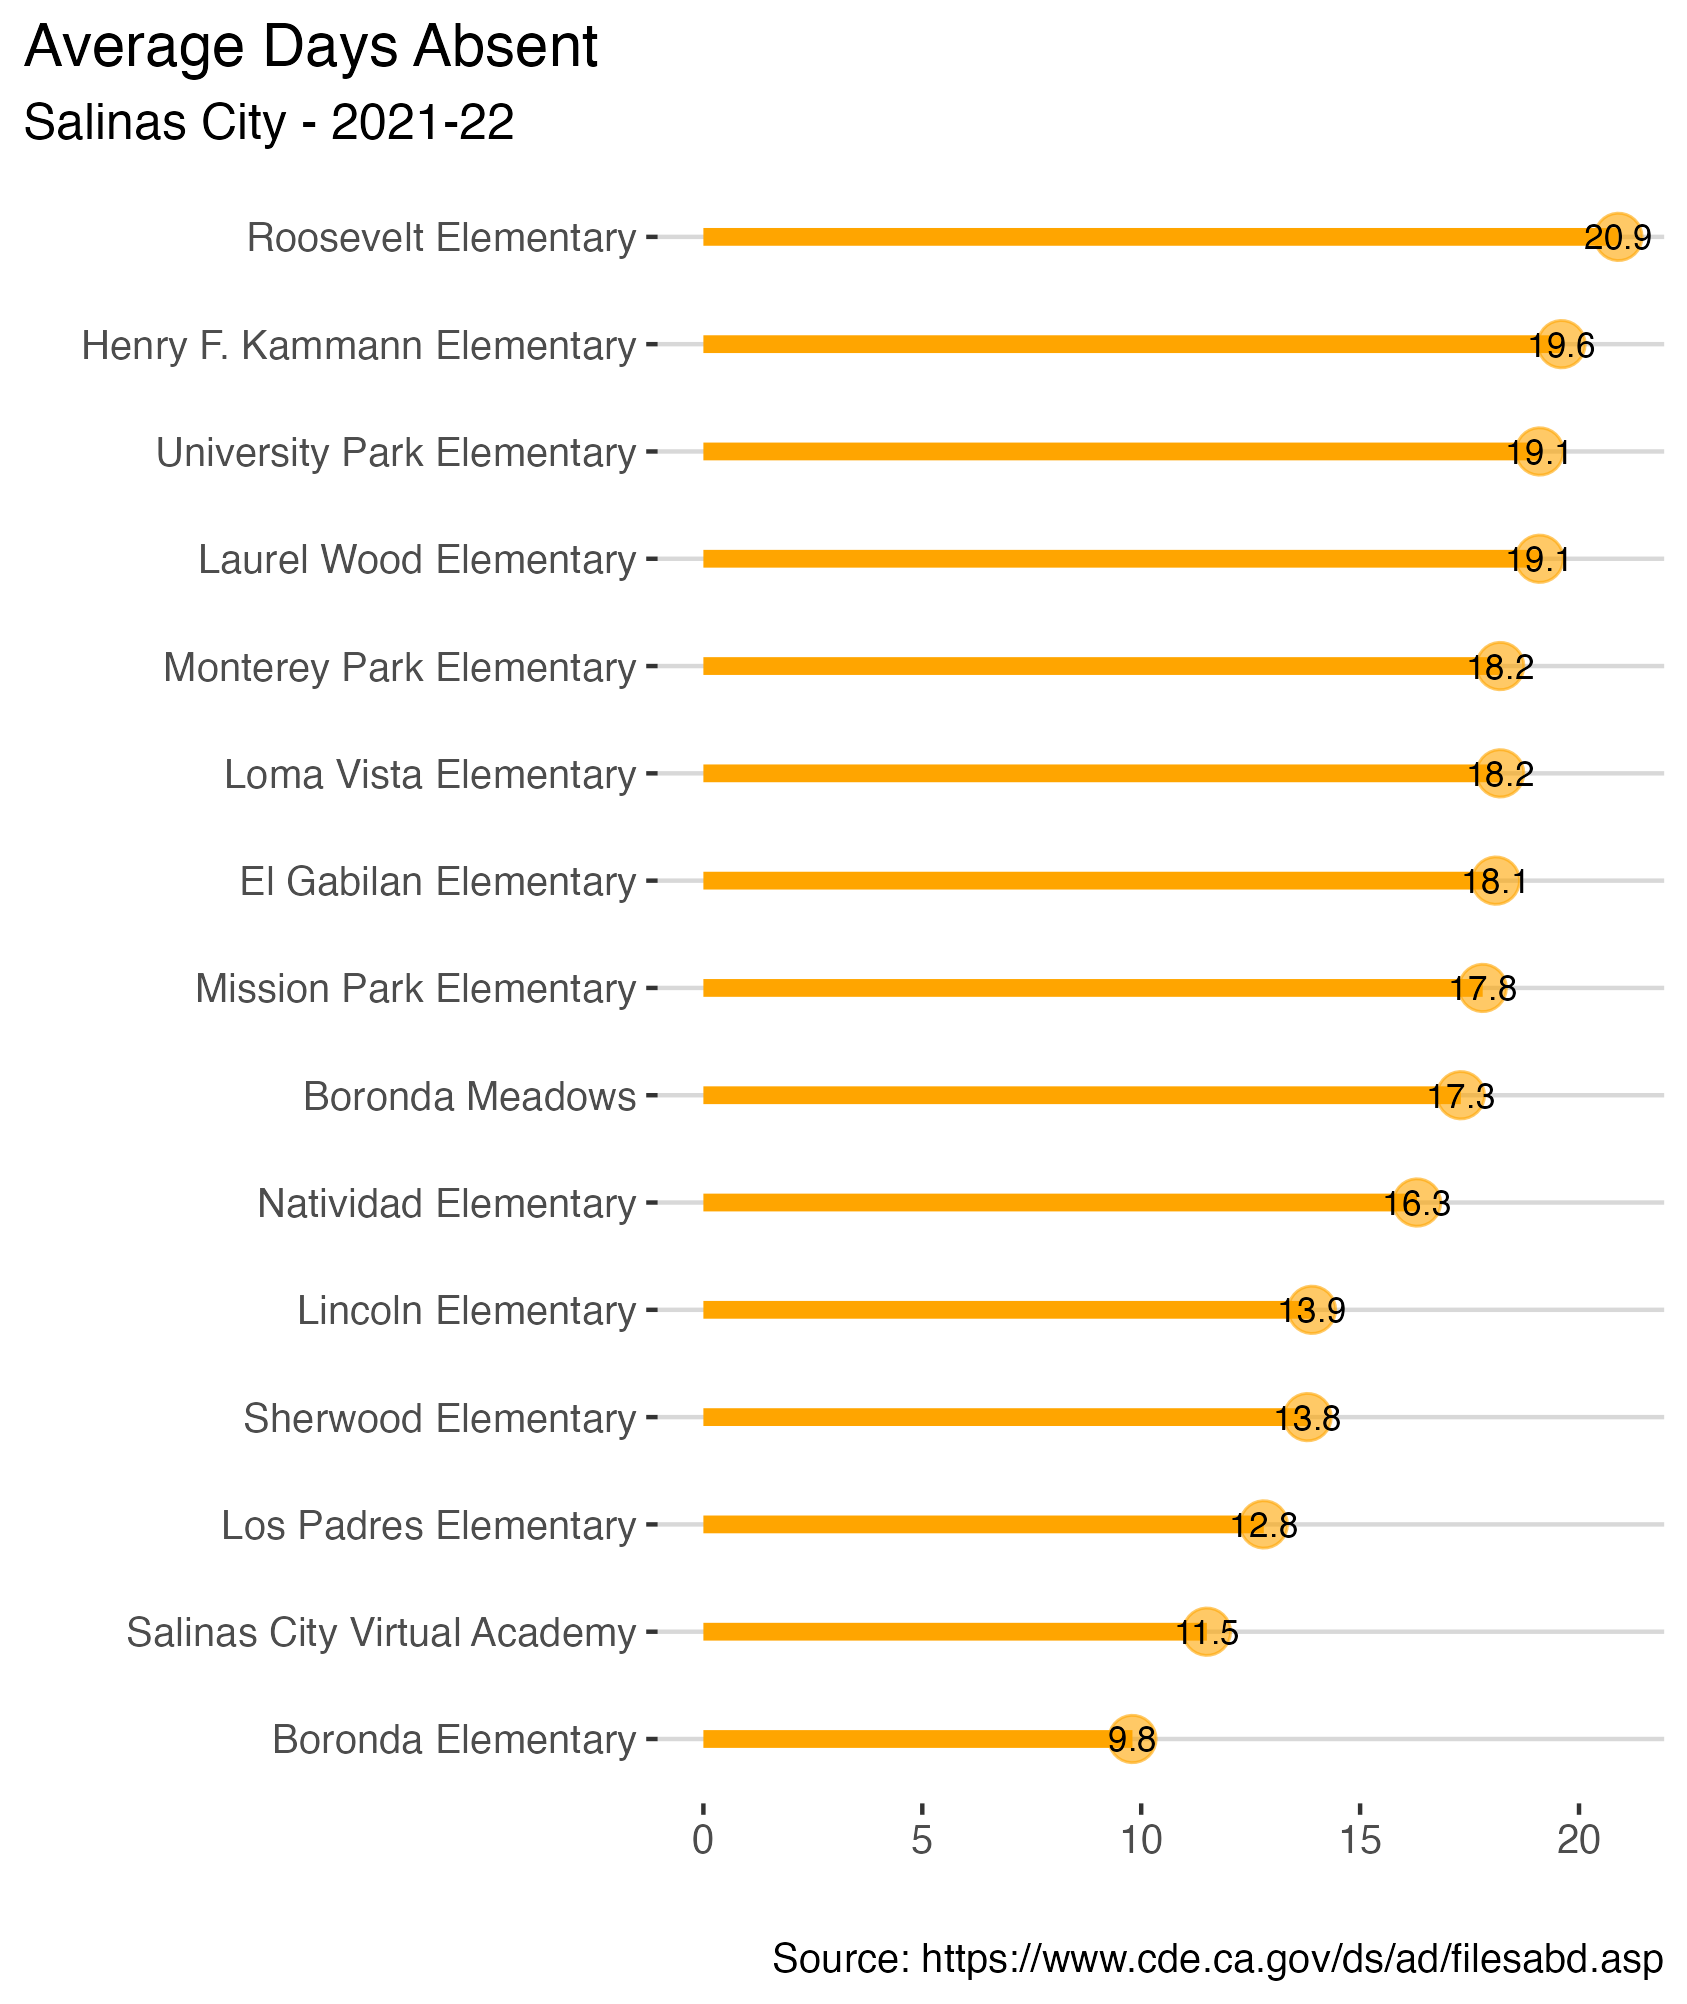 Average Days Absent
Salinas City - 2021-22
Roosevelt Elementary 20.9
Henry F. Kammann Elementary 19.6
University Park Elementary 19.1
Laurel Wood Elementary 19.1
Monterey Park Elementary 18.2
Loma Vista Elementary 18.2
El Gabilan Elementary 18.1
Mission Park Elementary 17.8
Boronda Meadows 17.3
Natividad Elementary 16.3
Lincoln Elementary 13.9
Sherwood Elementary 13.8
Los Padres Elementary 12.8
Salinas City Virtual Academy 11.5
Boronda Elementary 9.8
0 5 10 15 20
Source: https://www.cde.ca.gov/ds/ad/filesabd.asp